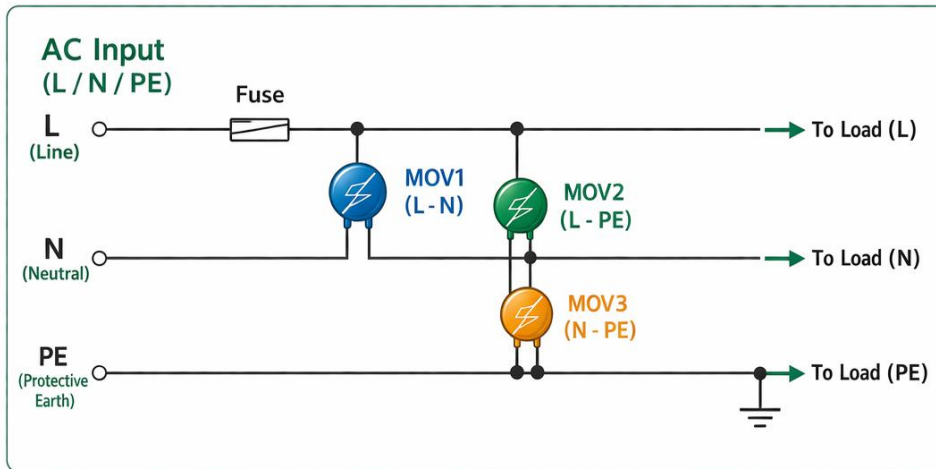 AC Input
(L / N / PE)
Fuse
L
(Line)
To Load (L)
MOV1
(L - N)
MOV2
(L - PE)
N
(Neutral)
To Load (N)
MOV3
(N - PE)
PE
(Protective
Earth)
To Load (PE)